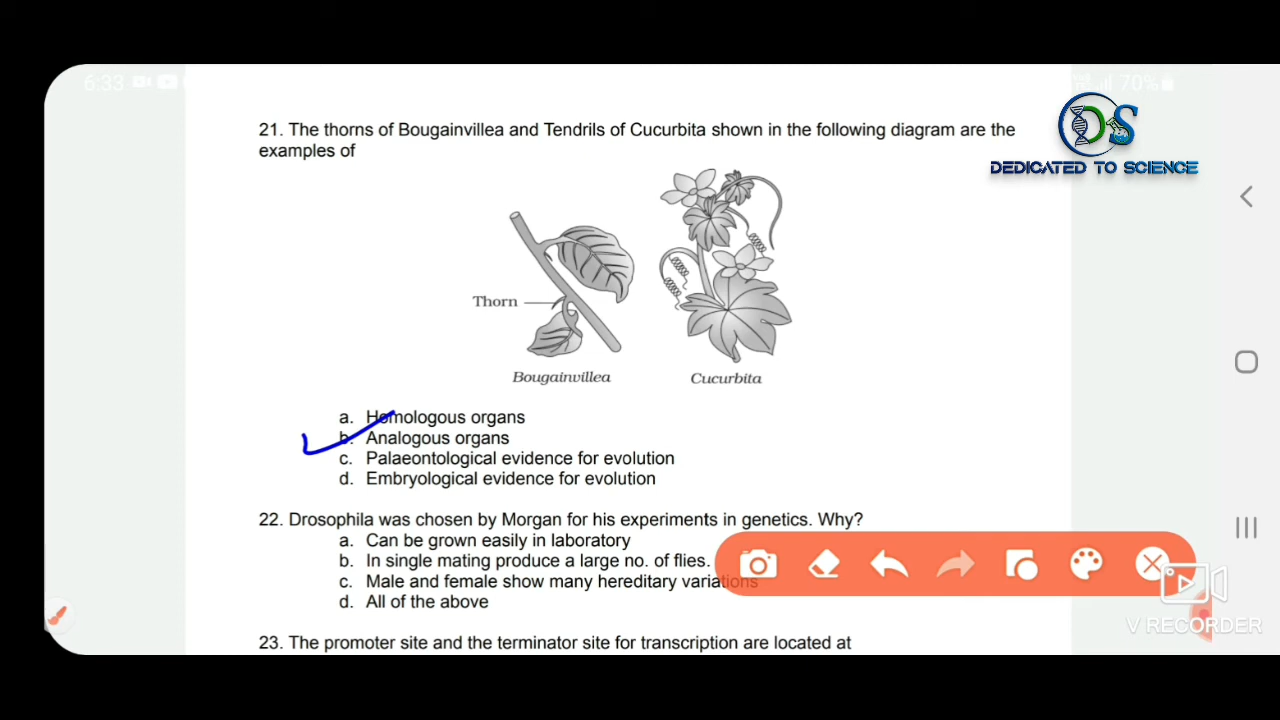 6:33
70%
DS
DEDICATED TO SCIENCE
21. The thorns of Bougainvillea and Tendrils of Cucurbita shown in the following diagram are the
examples of
Thorn
Bougainvillea
Cucurbita
a. Homologous organs
b. Analogous organs
c. Palaeontological evidence for evolution
d. Embryological evidence for evolution
22. Drosophila was chosen by Morgan for his experiments in genetics. Why?
a. Can be grown easily in laboratory
b. In single mating produce a large no. of flies.
c. Male and female show many hereditary variations
d. All of the above
V RECORDER
23. The promoter site and the terminator site for transcription are located at